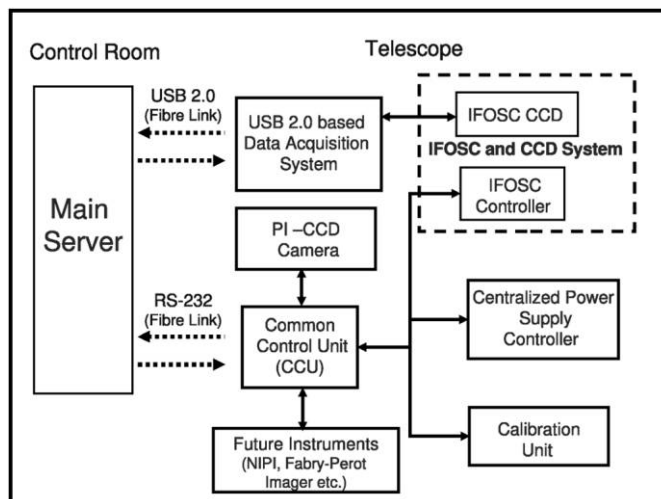 Control Room
Telescope
USB 2.0
(Fibre Link)
USB 2.0 based
Data Acquisition
System
IFOSC CCD
IFOSC and CCD System
IFOSC
Controller
Main
Server
PI –CCD
Camera
RS-232
(Fibre Link)
Common
Control Unit
(CCU)
Centralized Power
Supply
Controller
Future Instruments
(NIPI, Fabry-Perot
Imager etc.)
Calibration
Unit